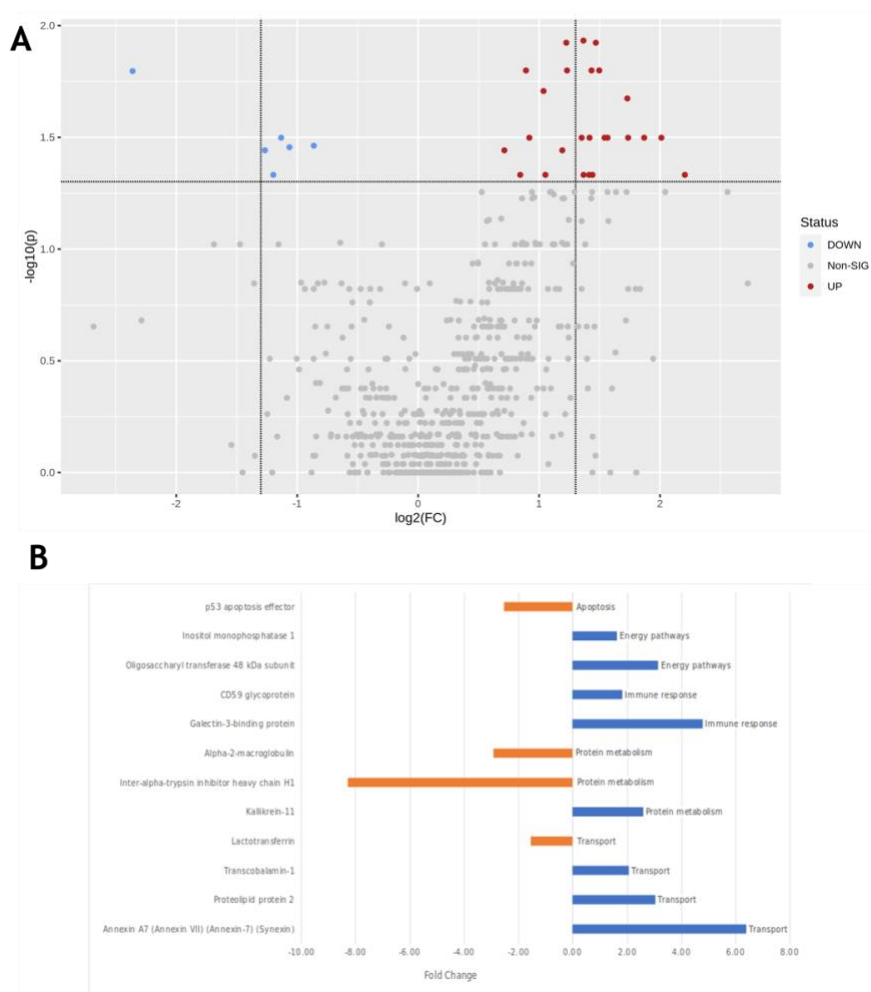 A
2.0
1.5
1.0
0.5
0.0
-log10(p)
-2
-1
0
1
2
log2(FC)
Status
DOWN
Non-SIG
UP
B
p53 apoptosis effector
Apoptosis
Inositol monophosphatase 1
Energy pathways
Oligosaccharyl transferase 48 kDa subunit
Energy pathways
CD59 glycoprotein
Immune response
Galectin-3-binding protein
Immune response
Alpha-2-macroglobulin
Protein metabolism
Inter-alpha-trypsin inhibitor heavy chain H1
Protein metabolism
Kallikrein-11
Protein metabolism
Lactotransferrin
Transport
Transcobalamin-1
Transport
Proteolipid protein 2
Transport
Annexin A7 (Annexin VII) (Annexin-7) (Synexin)
Transport
-10.00 -8.00 -6.00 -4.00 -2.00 0.00 2.00 4.00 6.00 8.00
Fold Change